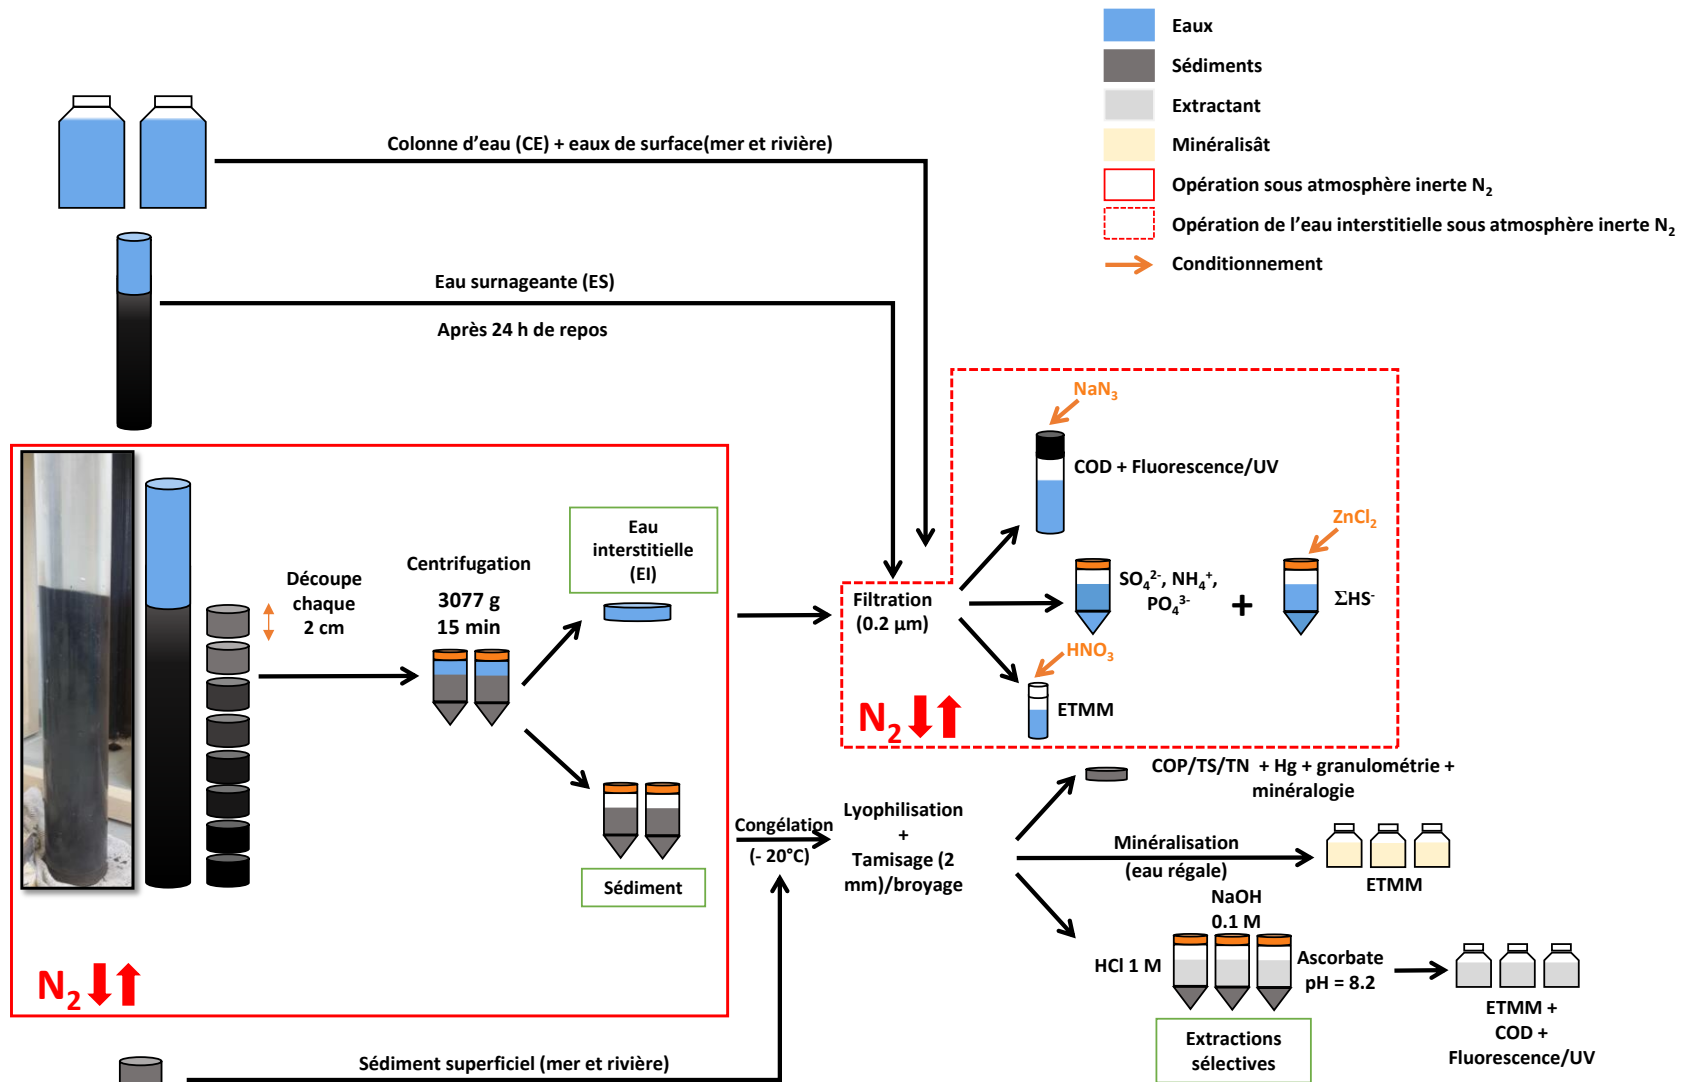 Eaux
Sédiments
Extractant
Minéralisât
Opération sous atmosphère inerte N₂
Opération de l'eau interstitielle sous atmosphère inerte N₂
Conditionnement
Colonne d'eau (CE) + eaux de surface(mer et rivière)
Eau surnageante (ES)
Après 24 h de repos
Découpe
chaque
2 cm
Centrifugation
3077 g
15 min
Eau
interstitielle
(EI)
Sédiment
N₂
Filtration
(0.2 µm)
NaN₃
COD + Fluorescence/UV
SO₄²⁻, NH₄⁺,
PO₄³⁻
+
ZnCl₂
ΣHS⁻
HNO₃
ETMM
N₂
Congélation
(- 20°C)
Lyophilisation
+
Tamisage (2
mm)/broyage
COP/TS/TN + Hg + granulométrie +
minéralogie
Minéralisation
(eau régale)
ETMM
NaOH
0.1 M
HCl 1 M
Ascorbate
pH = 8.2
Extractions
sélectives
ETMM +
COD +
Fluorescence/UV
Sédiment superficiel (mer et rivière)